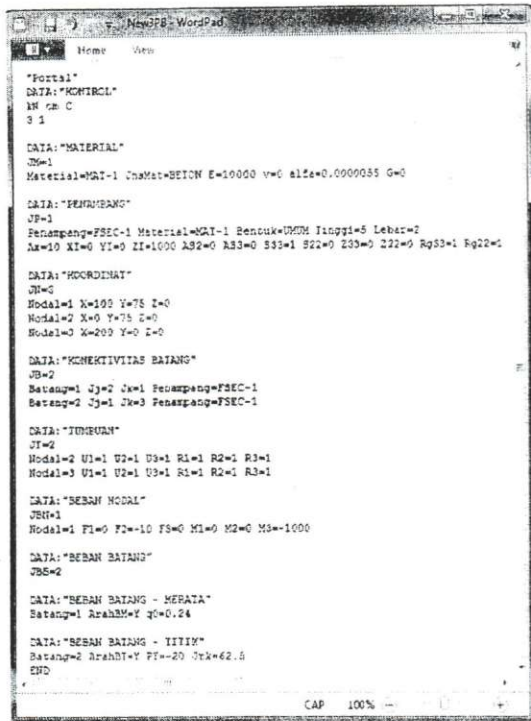 New3PB - WordPad
Home View
"Portal"
DATA:"KONTROL"
kN cm C
3 1
DATA:"MATERIAL"
JM=1
Material=MAT-1 JnsMat=BETON E=10000 v=0 alfa=0.0000055 G=0
DATA:"PENAMPANG"
JP=1
Penampang=FSEC-1 Material=MAT-1 Bentuk=UMUM Tinggi=5 Lebar=2
Ax=10 XI=0 YI=0 ZI=1000 AS2=0 AS3=0 S33=1 S22=0 Z33=0 Z22=0 RgS3=1 Rg22=1
DATA:"KOORDINAT"
JN=3
Nodal=1 X=100 Y=75 Z=0
Nodal=2 X=0 Y=75 Z=0
Nodal=3 X=200 Y=0 Z=0
DATA:"KONEKTIVITAS BATANG"
JB=2
Batang=1 Jj=2 Jk=1 Penampang=FSEC-1
Batang=2 Jj=1 Jk=3 Penampang=FSEC-1
DATA:"TUMPUAN"
JT=2
Nodal=2 U1=1 U2=1 U3=1 R1=1 R2=1 R3=1
Nodal=3 U1=1 U2=1 U3=1 R1=1 R2=1 R3=1
DATA:"BEBAN NODAL"
JBN=1
Nodal=1 F1=0 F2=-10 F3=0 M1=0 M2=0 M3=-1000
DATA:"BEBAN BATANG"
JBB=2
DATA:"BEBAN BATANG - MERATA"
Batang=1 ArahBM=Y q0=0.24
DATA:"BEBAN BATANG - TITIK"
Batang=2 ArahBT=Y PY=-20 Jrk=62.5
END
CAP 100%